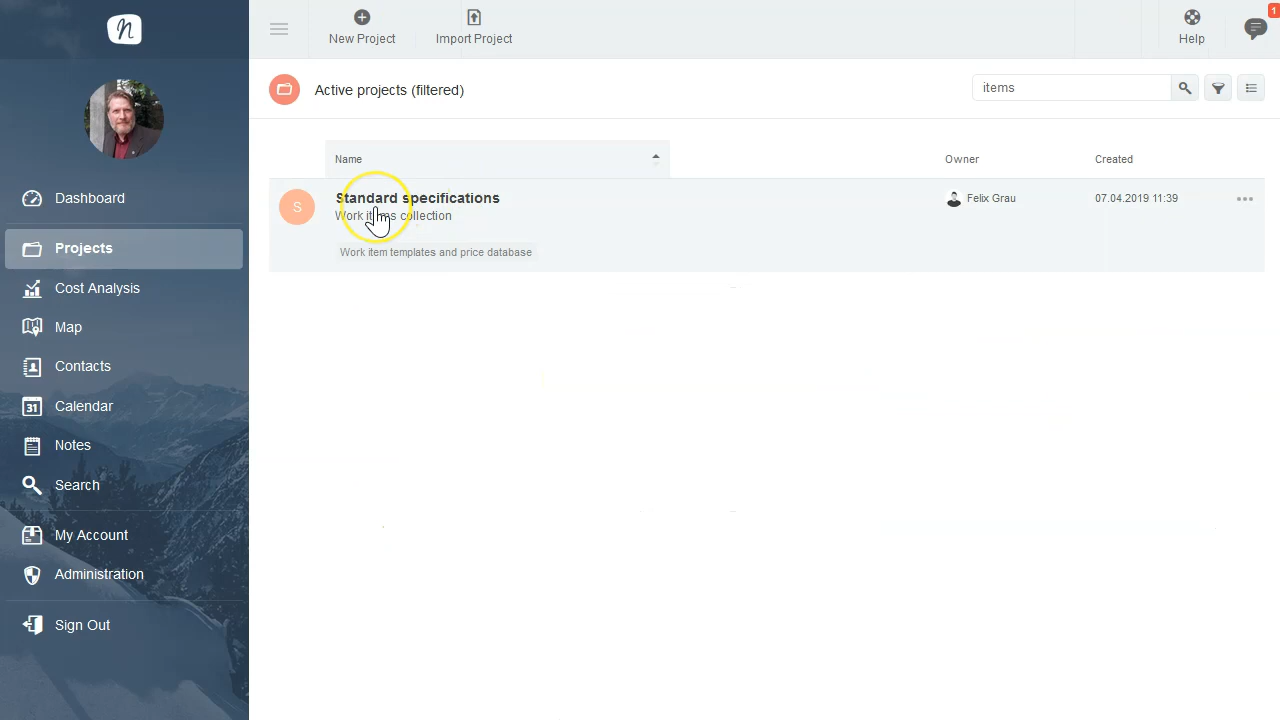 n
New Project
Import Project
Help
1
Active projects (filtered)
items
Name
Owner
Created
S
Standard specifications
Work items collection
Work item templates and price database
Felix Grau
07.04.2019 11:39
Dashboard
Projects
Cost Analysis
Map
Contacts
31
Calendar
Notes
Search
My Account
Administration
Sign Out